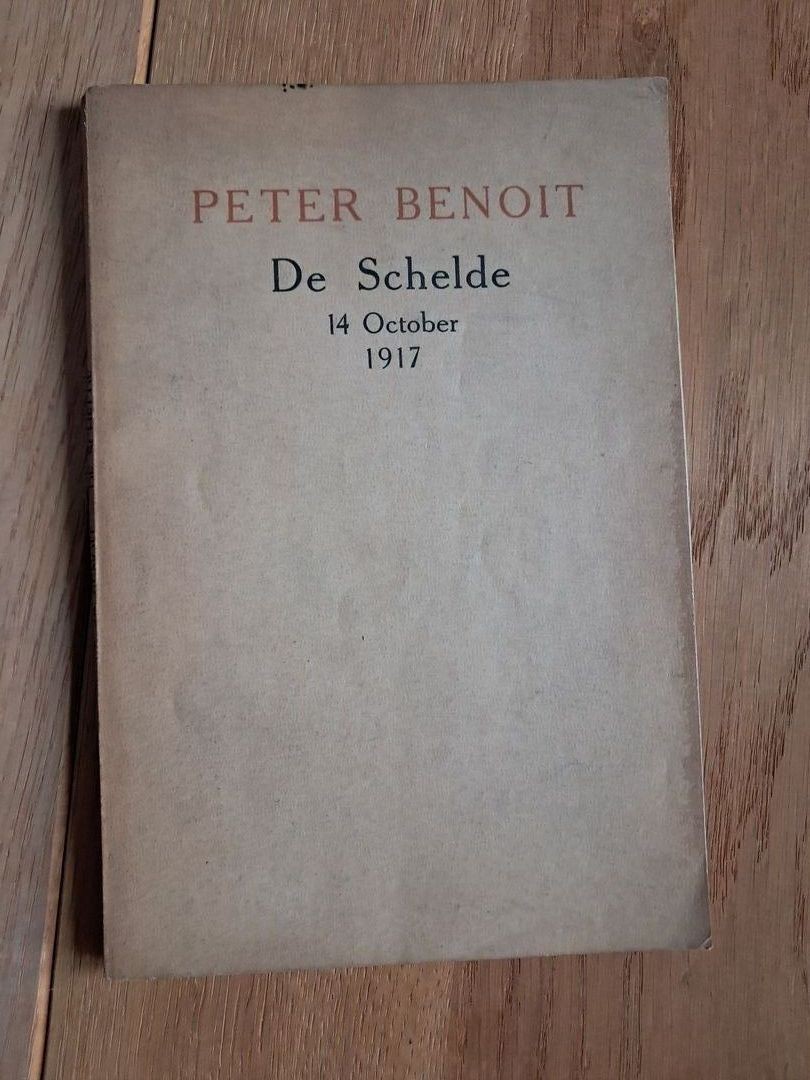 PETER BENOIT
De Schelde
14 October
1917